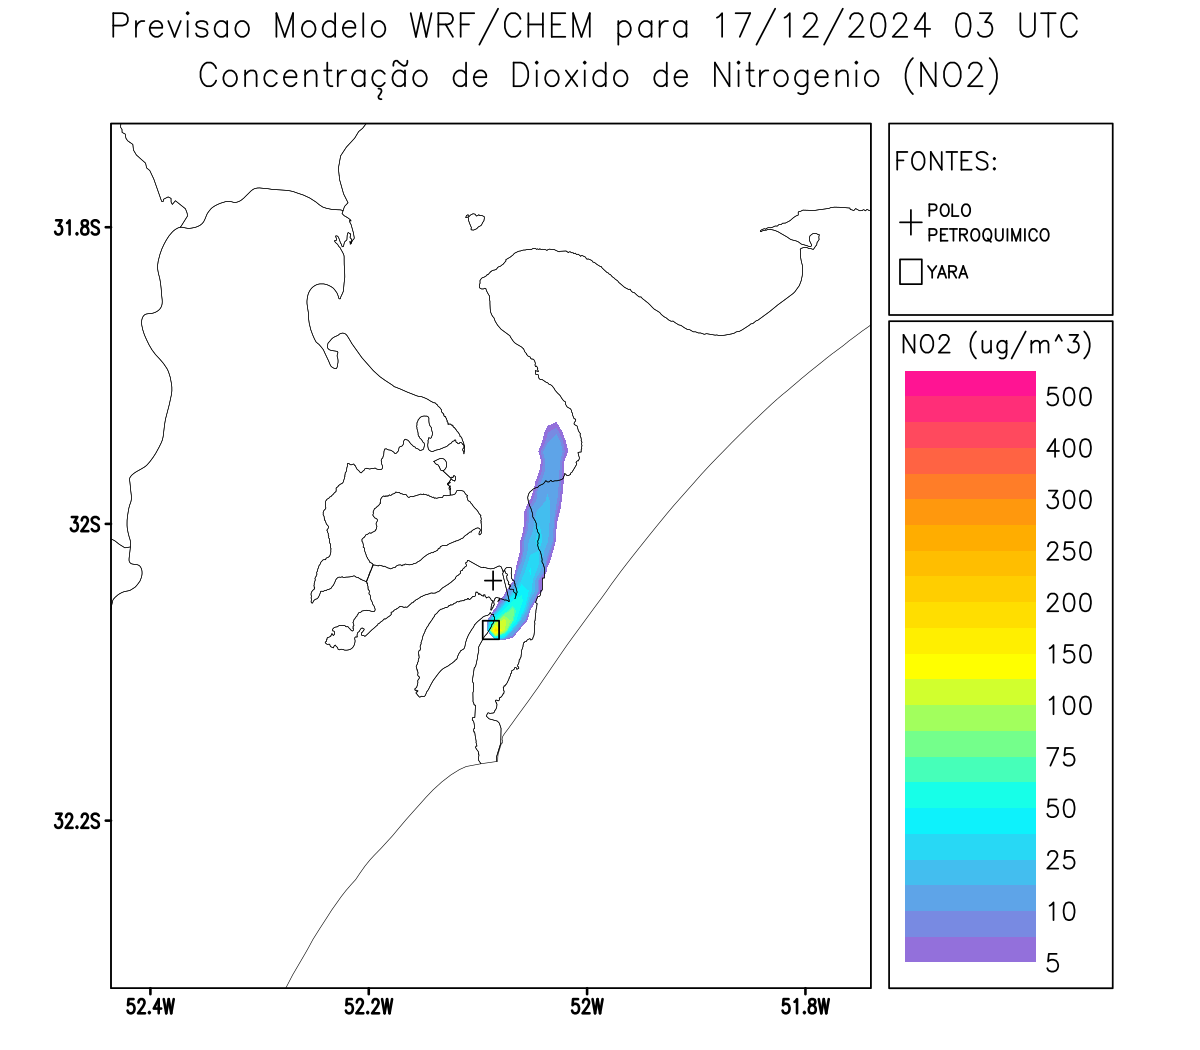 Previsao Modelo WRF/CHEM para 17/12/2024 03 UTC
Concentração de Dioxido de Nitrogenio (NO2)
FONTES:
POLO
PETROQUIMICO
YARA
NO2 (ug/m^3)
500
400
300
250
200
150
100
75
50
25
10
5
31.8S
32S
32.2S
52.4W
52.2W
52W
51.8W